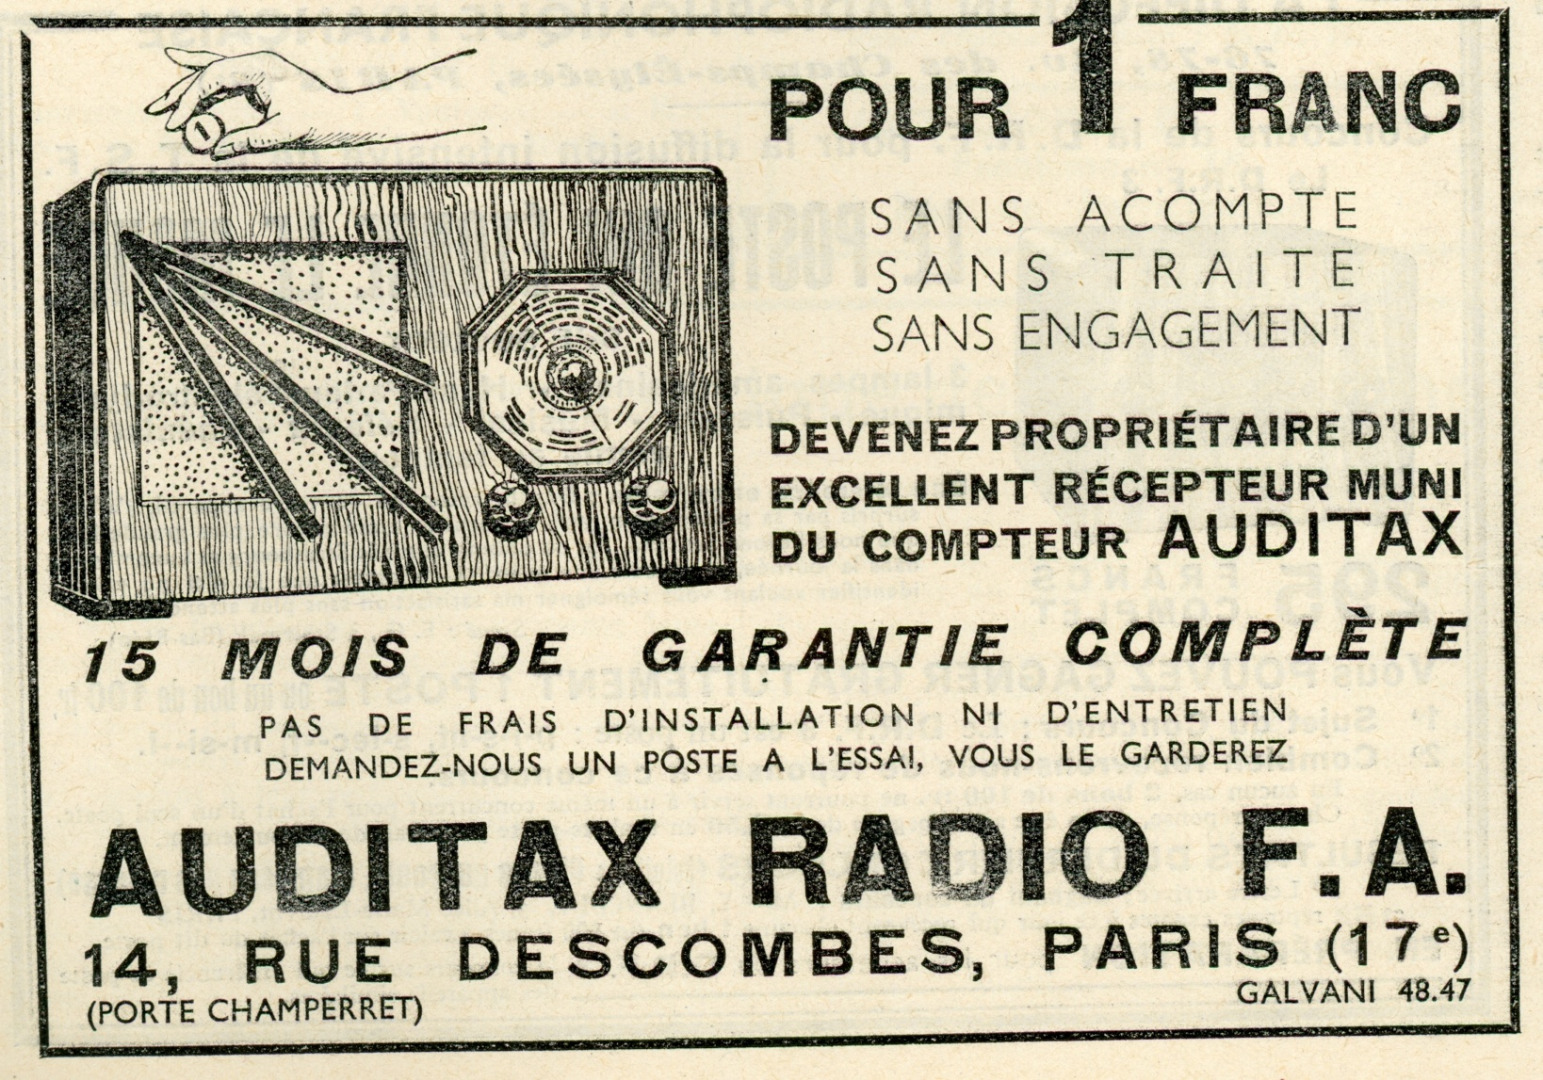 POUR 1 FRANC
SANS ACOMPTE
SANS TRAITE
SANS ENGAGEMENT
DEVENEZ PROPRIÉTAIRE D'UN
EXCELLENT RÉCEPTEUR MUNI
DU COMPTEUR AUDITAX
15 MOIS DE GARANTIE COMPLÈTE
PAS DE FRAIS D'INSTALLATION NI D'ENTRETIEN
DEMANDEZ-NOUS UN POSTE A L'ESSAI, VOUS LE GARDEREZ
AUDITAX RADIO F.A.
14, RUE DESCOMBES, PARIS (17e)
(PORTE CHAMPERRET)
GALVANI 48.47